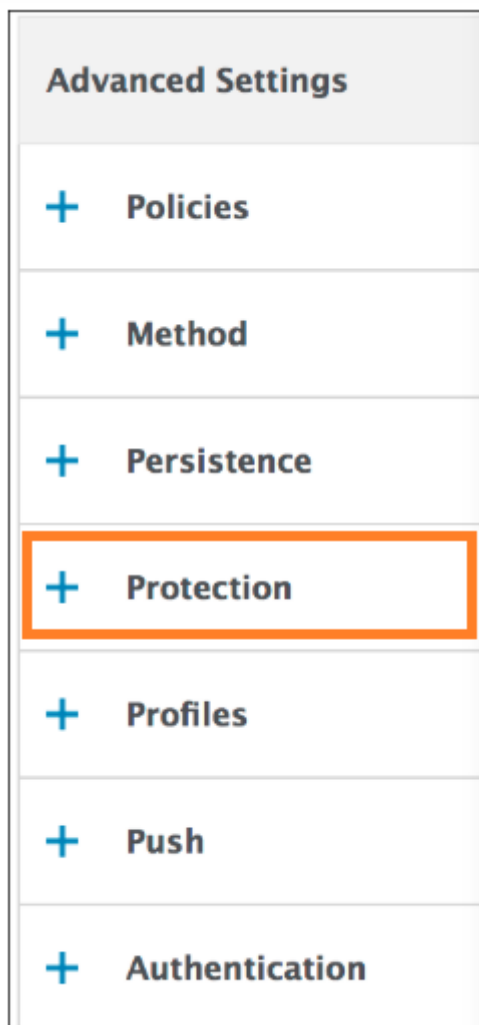 Advanced Settings
+ Policies
+ Method
+ Persistence
+ Protection
+ Profiles
+ Push
+ Authentication